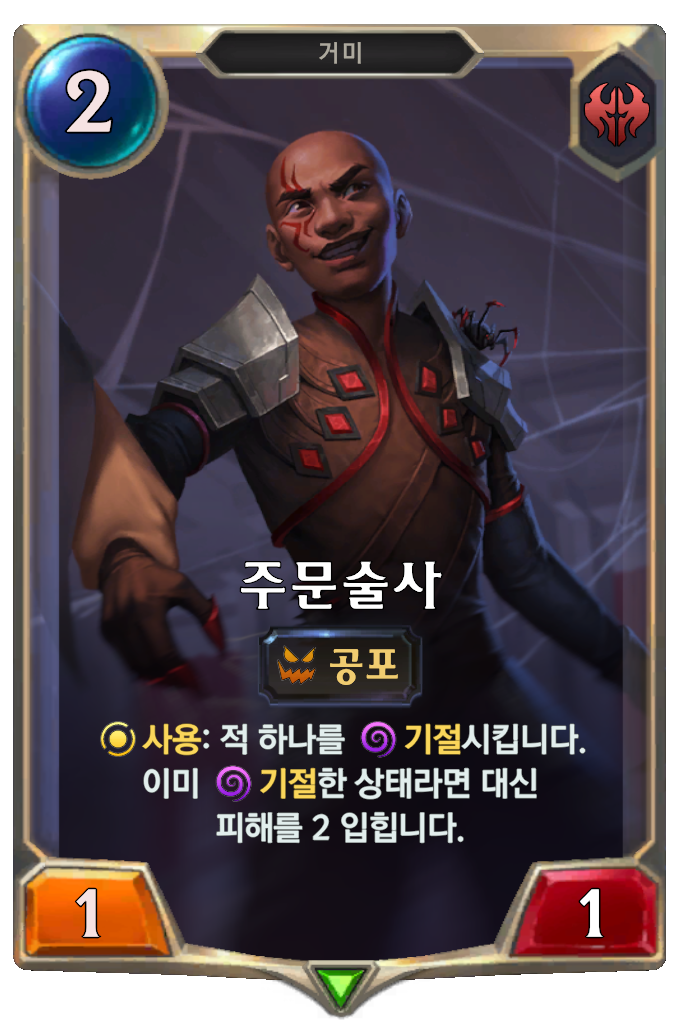 거미
2
주문술사
공포
사용: 적 하나를 기절시킵니다.
이미 기절한 상태라면 대신
피해를 2 입힙니다.
1
1